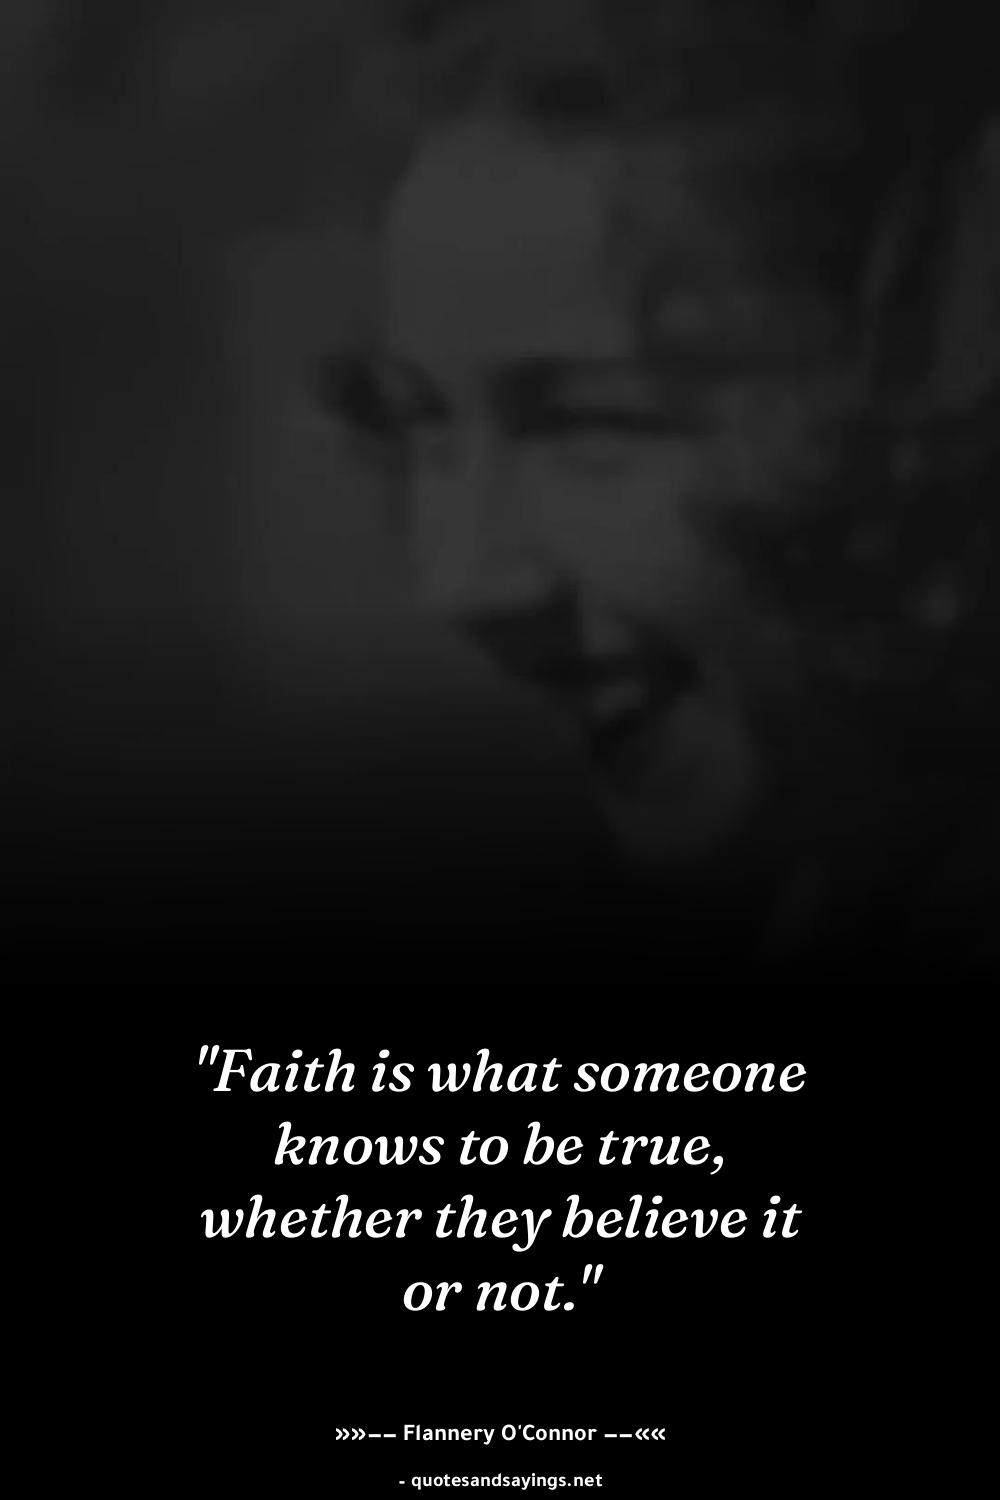 "Faith is what someone
knows to be true,
whether they believe it
or not."
»»−− Flannery O'Connor −−««
- quotesandsayings.net